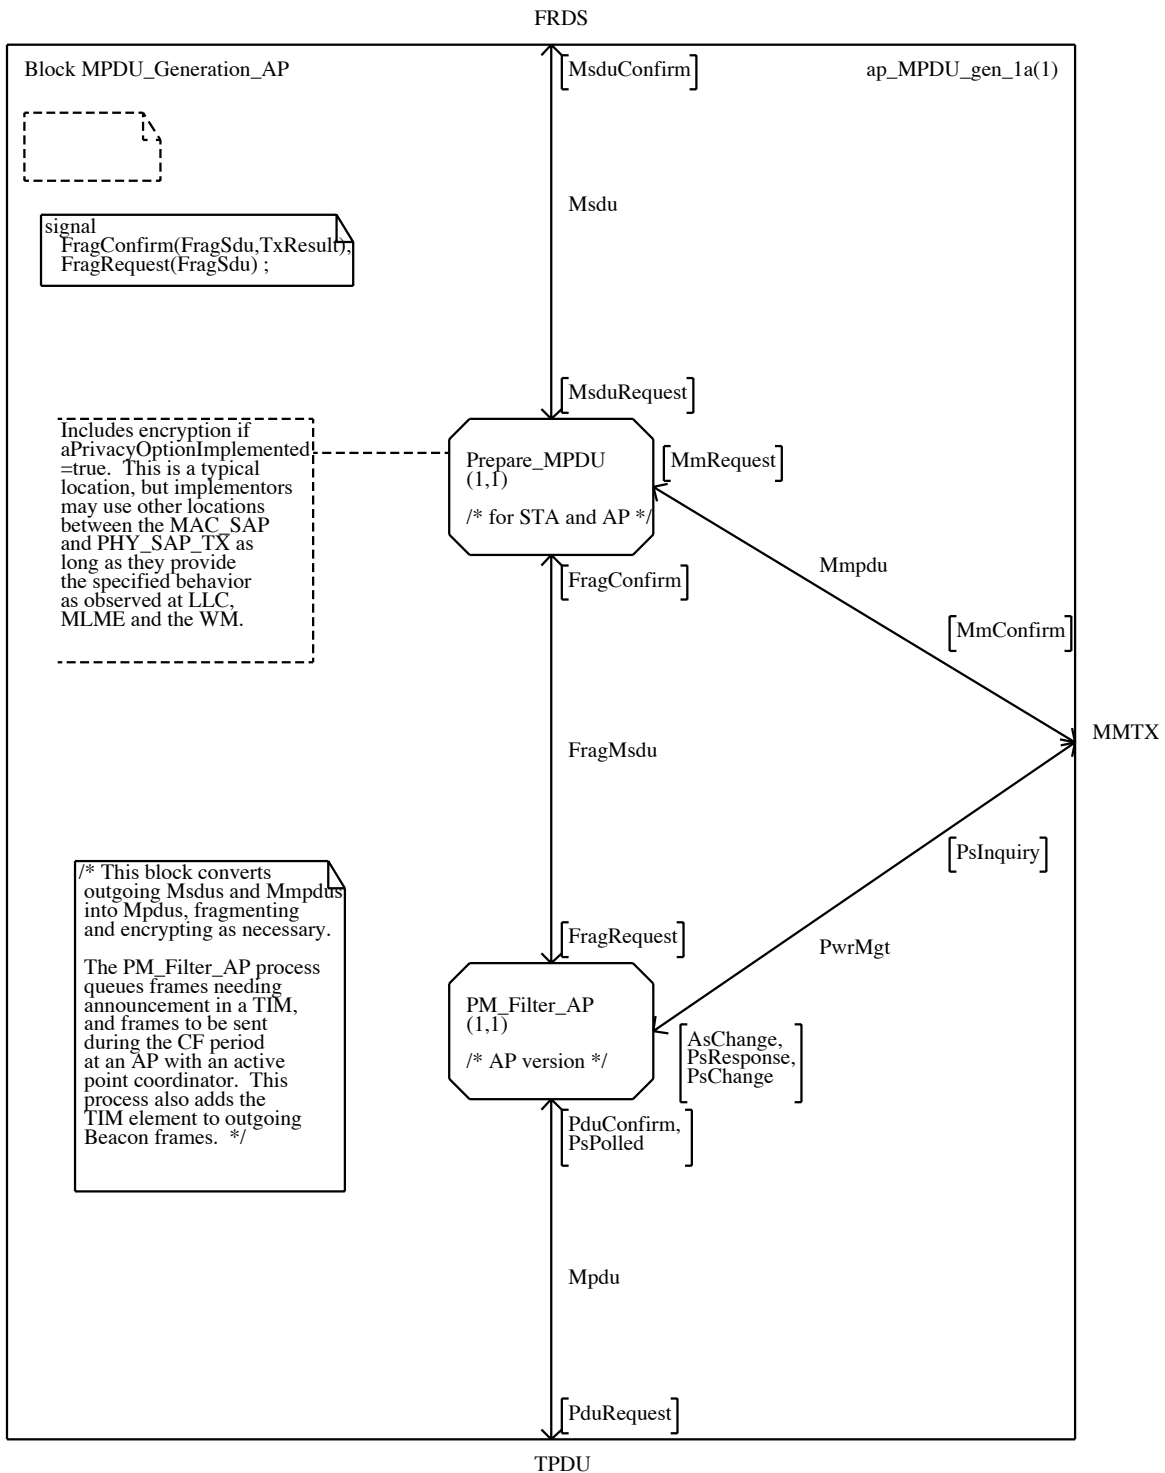 FRDS
Block MPDU_Generation_AP
[MsduConfirm]
ap_MPDU_gen_1a(1)
Msdu
signal
FragConfirm(FragSdu,TxResult),
FragRequest(FragSdu) ;
[MsduRequest]
Includes encryption if
aPrivacyOptionImplemented
=true.  This is a typical
location, but implementors
may use other locations
between the MAC_SAP
and PHY_SAP_TX as
long as they provide
the specified behavior
as observed at LLC,
MLME and the WM.
Prepare_MPDU
(1,1)
/* for STA and AP */
[MmRequest]
[FragConfirm]
Mmpdu
[MmConfirm]
MMTX
FragMsdu
[PsInquiry]
/* This block converts
outgoing Msdus and Mmpdus
into Mpdus, fragmenting
and encrypting as necessary.
The PM_Filter_AP process
queues frames needing
announcement in a TIM,
and frames to be sent
during the CF period
at an AP with an active
point coordinator.  This
process also adds the
TIM element to outgoing
Beacon frames.  */
[FragRequest]
PwrMgt
PM_Filter_AP
(1,1)
/* AP version */
[AsChange,
PsResponse,
PsChange]
[PduConfirm,
PsPolled]
Mpdu
[PduRequest]
TPDU